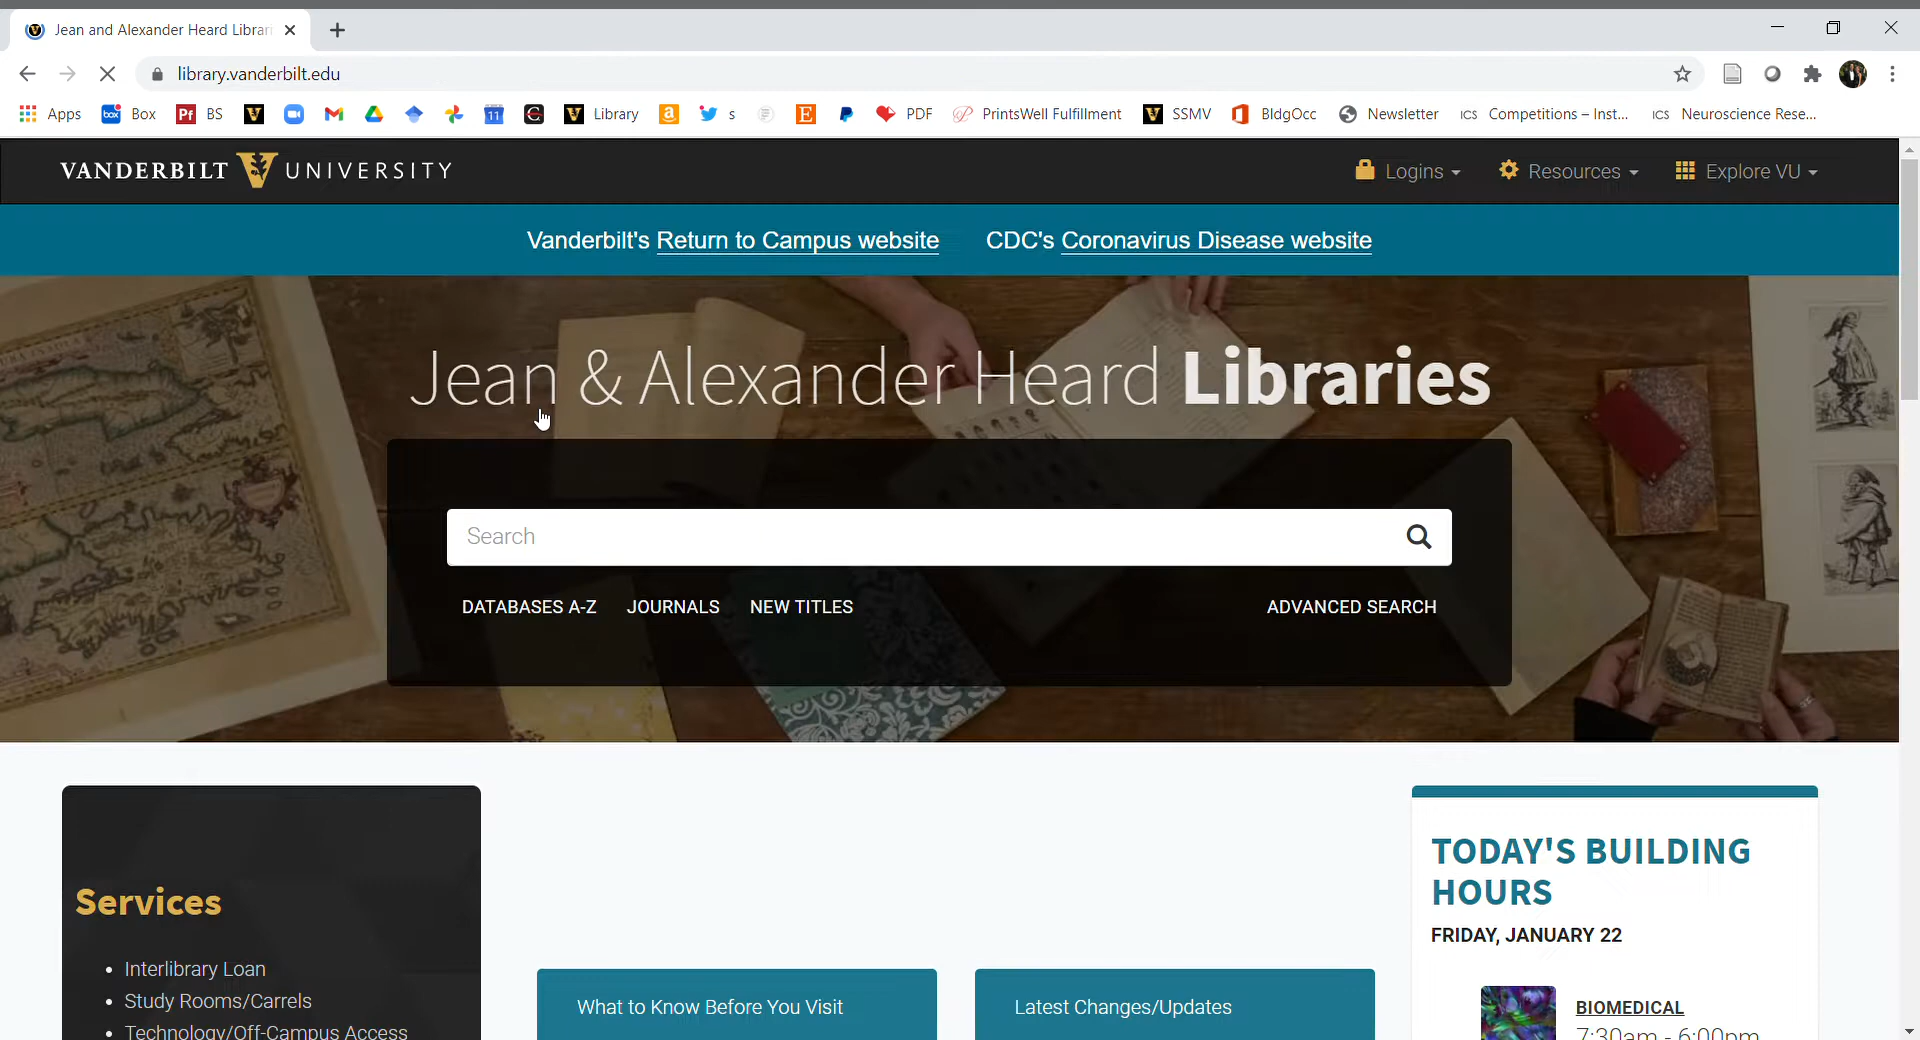 Jean and Alexander Heard Librar
library.vanderbilt.edu
Apps Box BS 11 Library s PDF PrintsWell Fulfillment SSMV BldgOcc Newsletter ICS Competitions – Inst... ICS Neuroscience Rese...
VANDERBILT UNIVERSITY
Logins Resources Explore VU
Vanderbilt's Return to Campus website CDC's Coronavirus Disease website
Jean & Alexander Heard Libraries
Search
DATABASES A-Z JOURNALS NEW TITLES ADVANCED SEARCH
Services
• Interlibrary Loan
• Study Rooms/Carrels
• Technology/Off-Campus Access
What to Know Before You Visit
Latest Changes/Updates
TODAY'S BUILDING
HOURS
FRIDAY, JANUARY 22
BIOMEDICAL
7:30am - 6:00pm